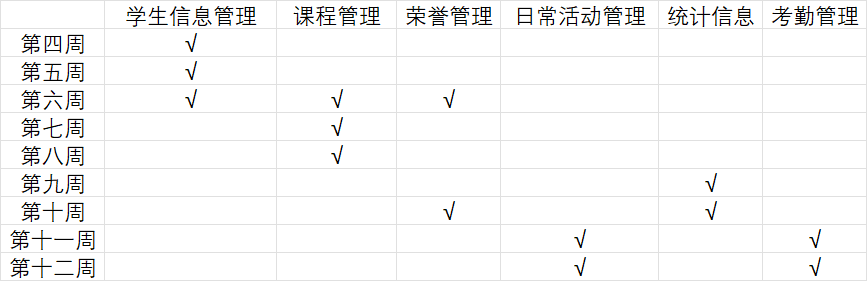 学生信息管理 课程管理 荣誉管理 日常活动管理 统计信息 考勤管理
第四周 √
第五周 √
第六周 √ √ √
第七周 √
第八周 √
第九周 √
第十周 √ √
第十一周 √ √
第十二周 √ √